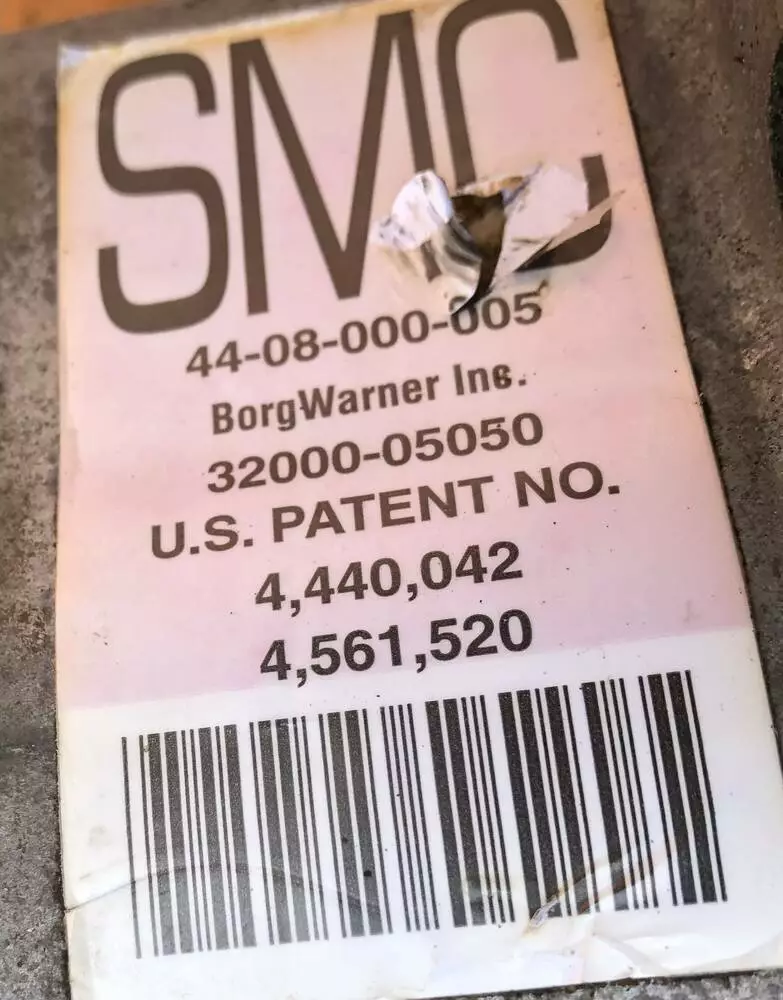 SMC
44-08-000-005
BorgWarner Inc.
32000-05050
U.S. PATENT NO.
4,440,042
4,561,520